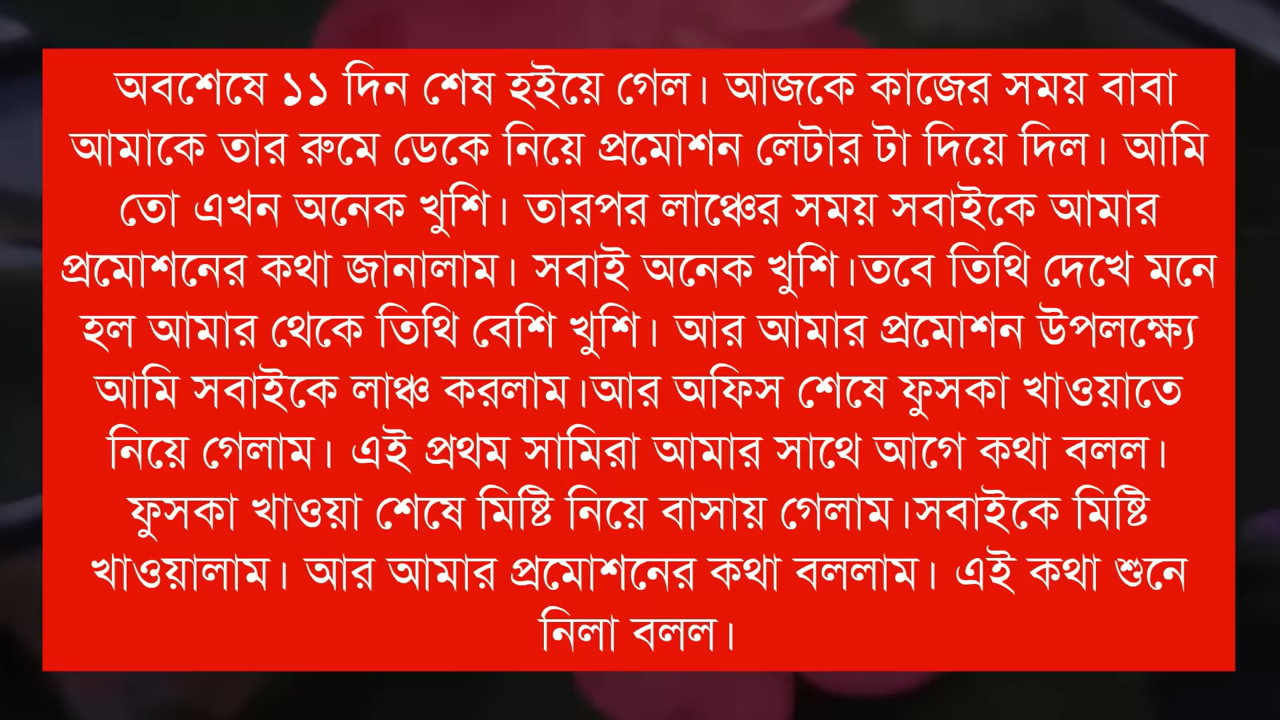 অবশেষে ১১ দিন শেষ হইয়ে গেল। আজকে কাজের সময় বাবা
আমাকে তার রুমে ডেকে নিয়ে প্রমোশন লেটার টা দিয়ে দিল। আমি
তো এখন অনেক খুশি। তারপর লাঞ্চের সময় সবাইকে আমার
প্রমোশনের কথা জানালাম। সবাই অনেক খুশি।তবে তিথি দেখে মনে
হল আমার থেকে তিথি বেশি খুশি। আর আমার প্রমোশন উপলক্ষ্যে
আমি সবাইকে লাঞ্চ করলাম।আর অফিস শেষে ফুসকা খাওয়াতে
নিয়ে গেলাম। এই প্রথম সামিরা আমার সাথে আগে কথা বলল।
ফুসকা খাওয়া শেষে মিষ্টি নিয়ে বাসায় গেলাম।সবাইকে মিষ্টি
খাওয়ালাম। আর আমার প্রমোশনের কথা বললাম। এই কথা শুনে
নিলা বলল।